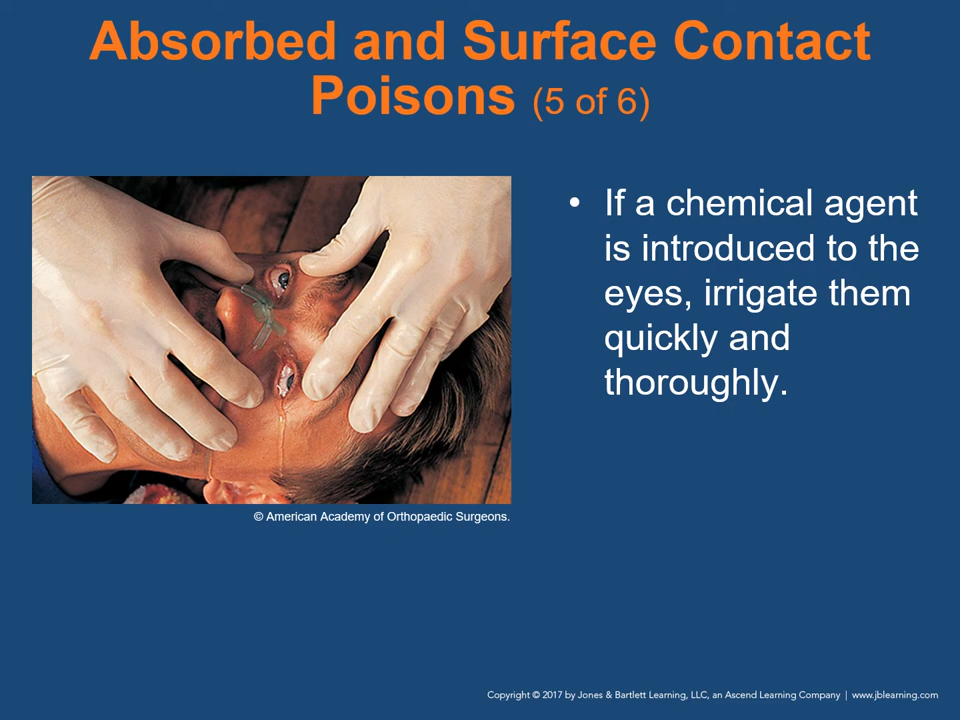 Absorbed and Surface Contact
Poisons (5 of 6)
• If a chemical agent
is introduced to the
eyes, irrigate them
quickly and
thoroughly.
© American Academy of Orthopaedic Surgeons.
Copyright © 2017 by Jones & Bartlett Learning, LLC, an Ascend Learning Company | www.jblearning.com